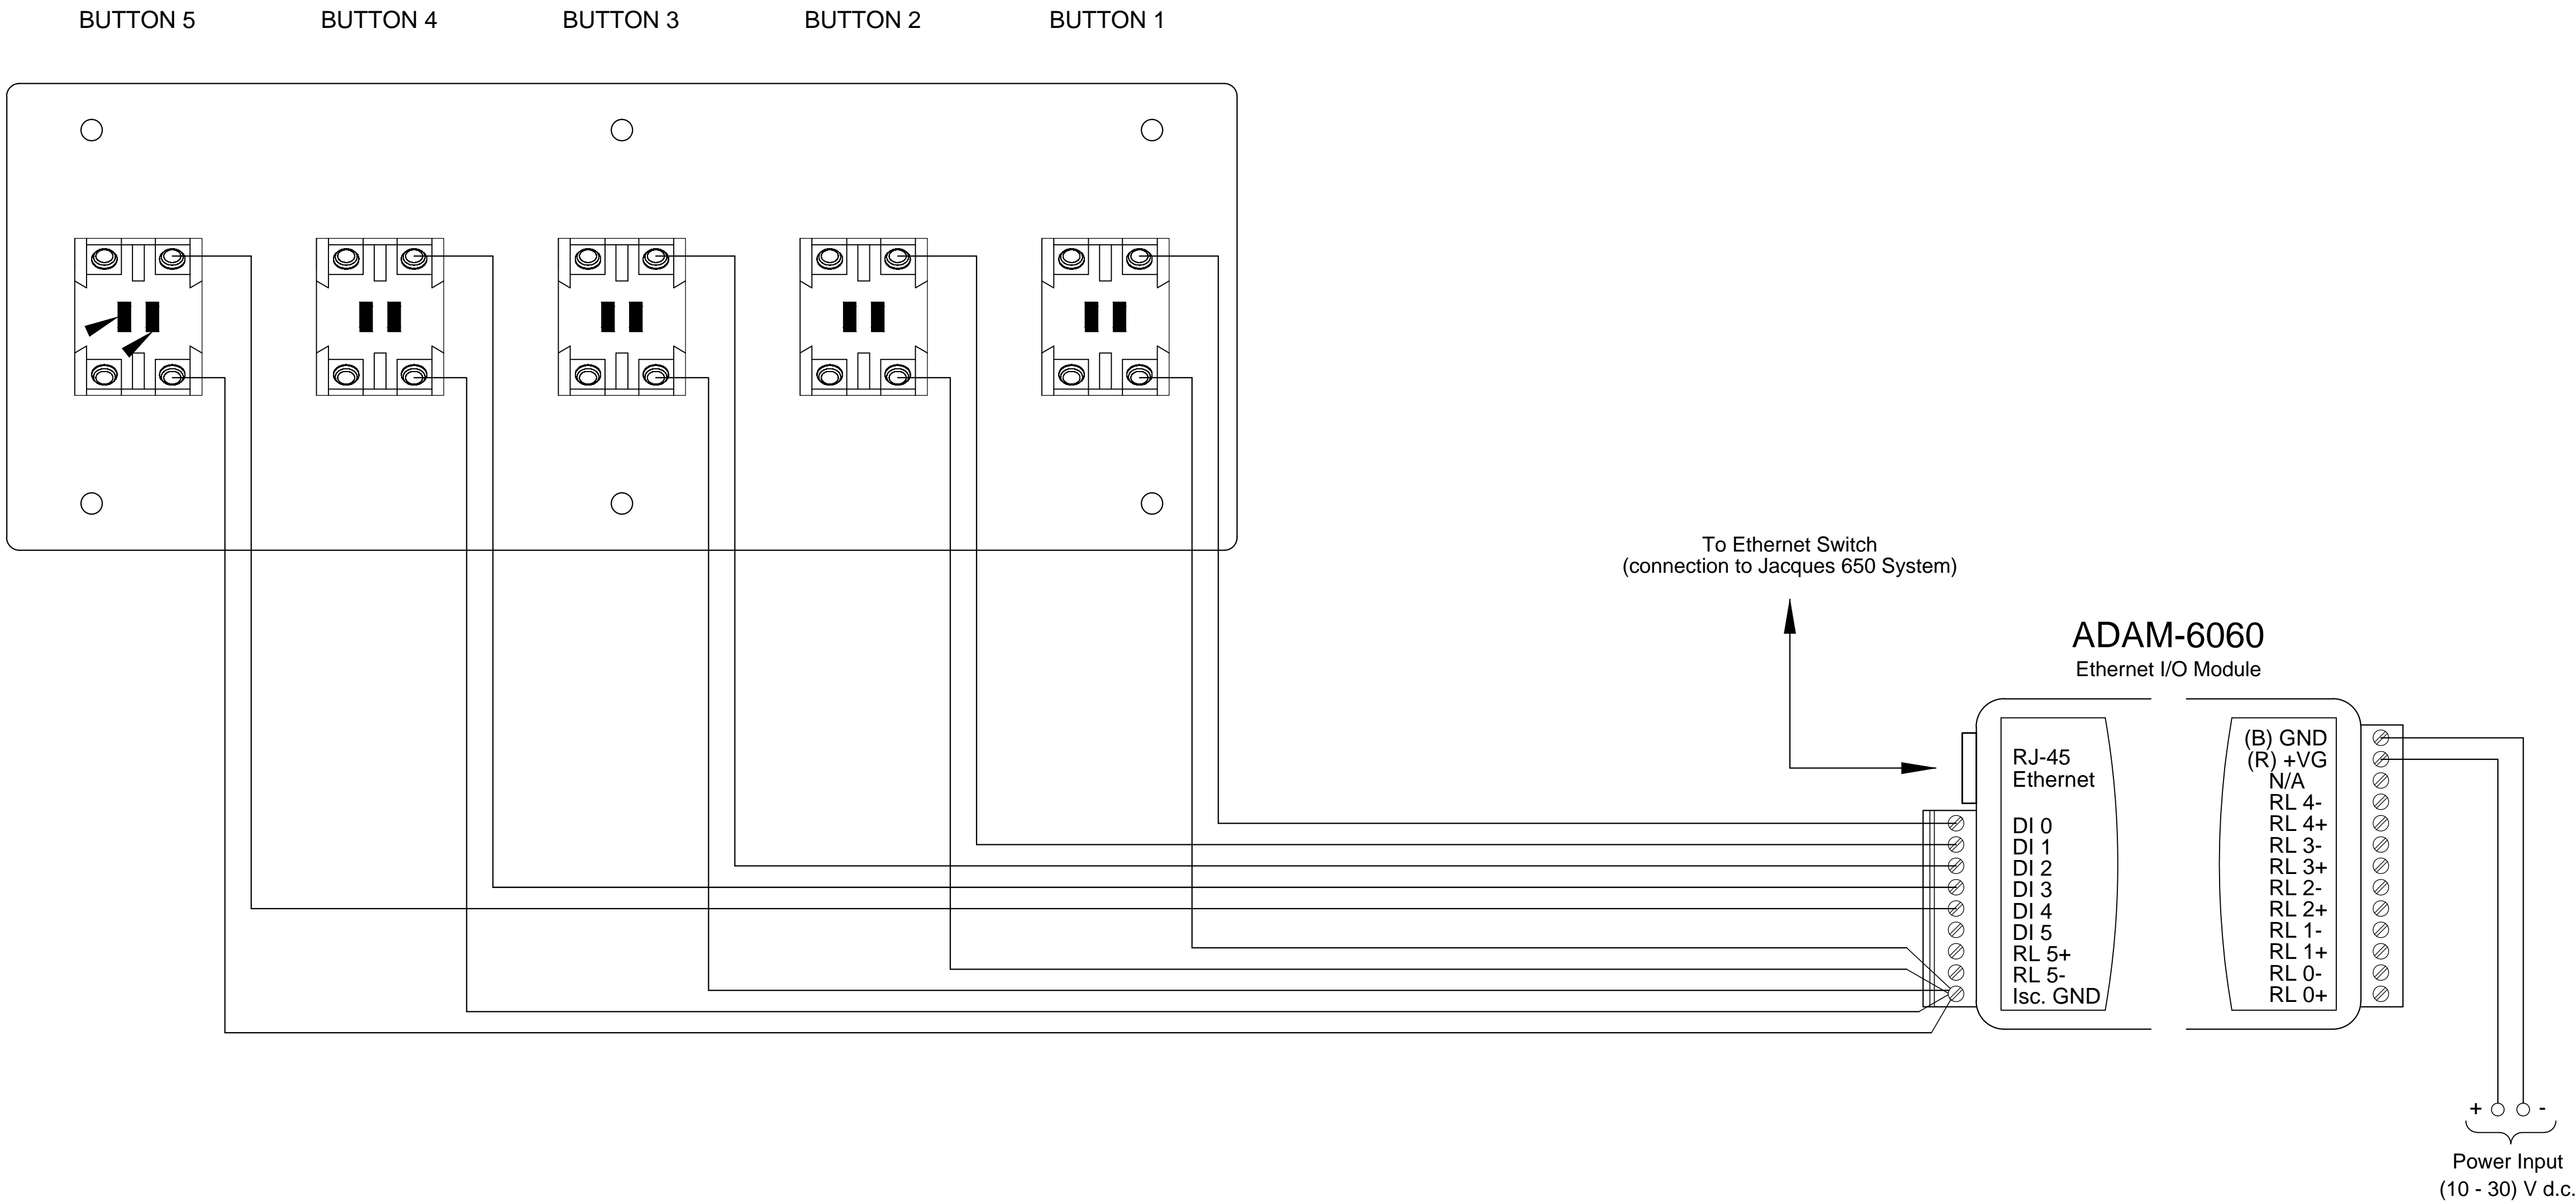 BUTTON 5
BUTTON 4
BUTTON 3
BUTTON 2
BUTTON 1
To Ethernet Switch
(connection to Jacques 650 System)
ADAM-6060
Ethernet I/O Module
RJ-45
Ethernet
DI 0
DI 1
DI 2
DI 3
DI 4
DI 5
RL 5+
RL 5-
Isc. GND
(B) GND
(R) +VG
N/A
RL 4-
RL 4+
RL 3-
RL 3+
RL 2-
RL 2+
RL 1-
RL 1+
RL 0-
RL 0+
+ -
Power Input
(10 - 30) V d.c.